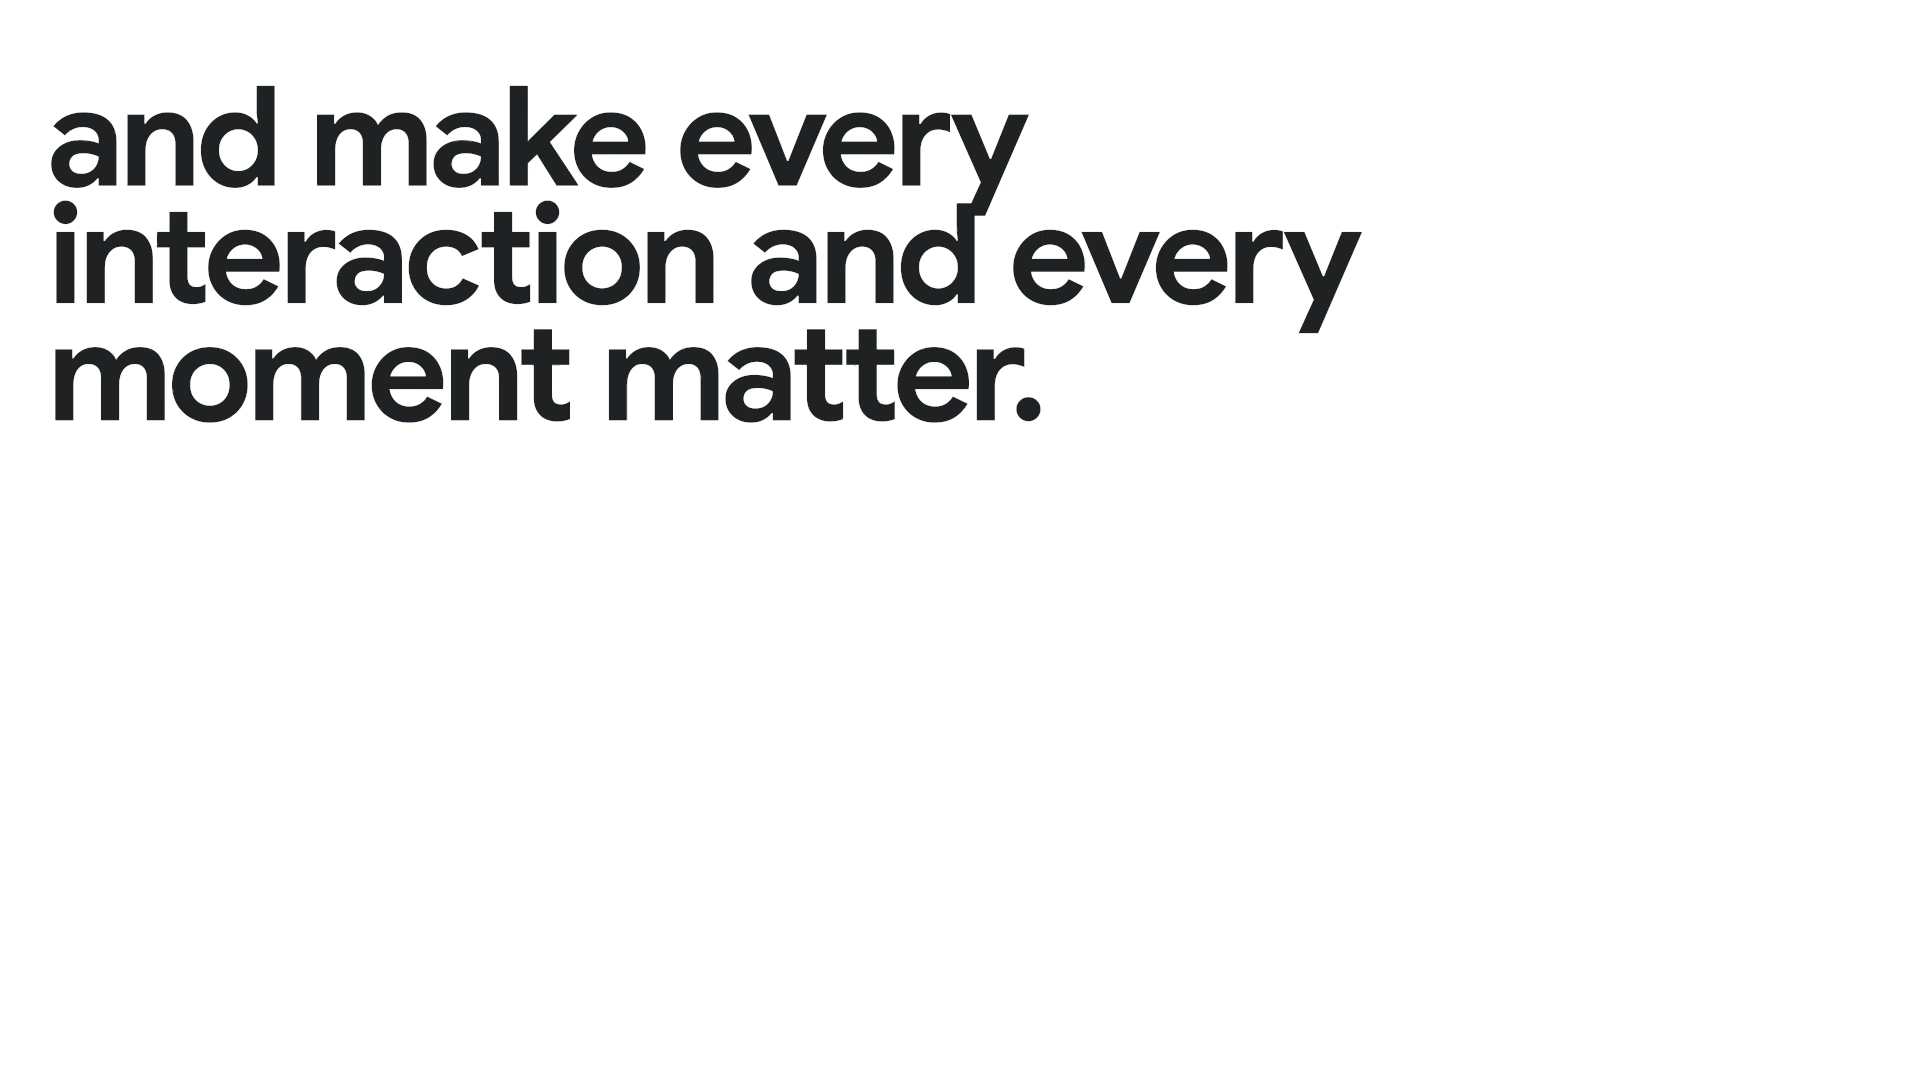 and make every
interaction and every
moment matter.